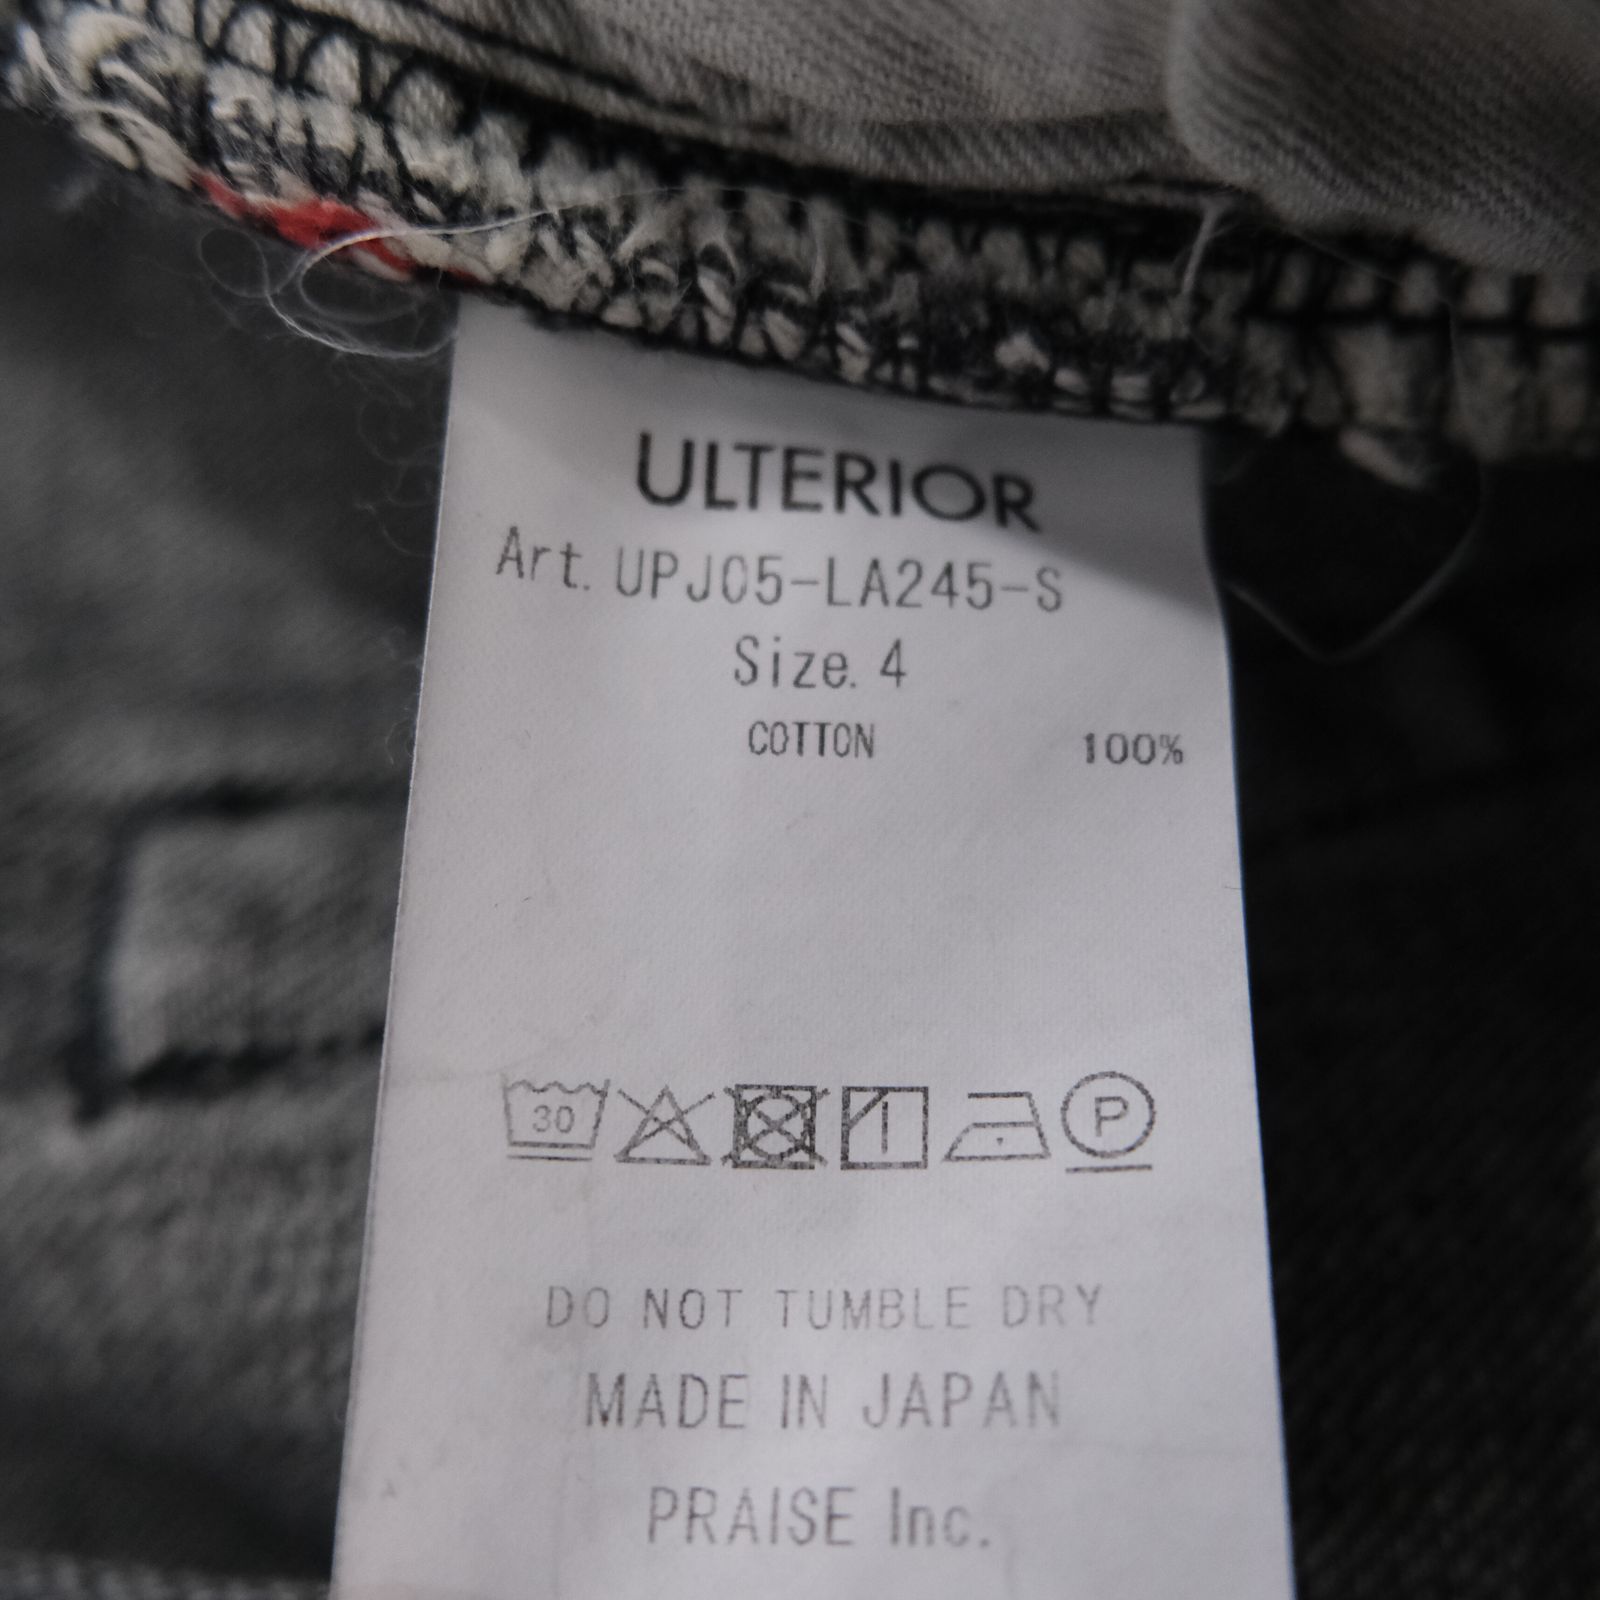 ULTERIOR
Art. UPJ05-LA245-S
Size. 4
COTTON 100%
30 P
DO NOT TUMBLE DRY
MADE IN JAPAN
PRAISE Inc.